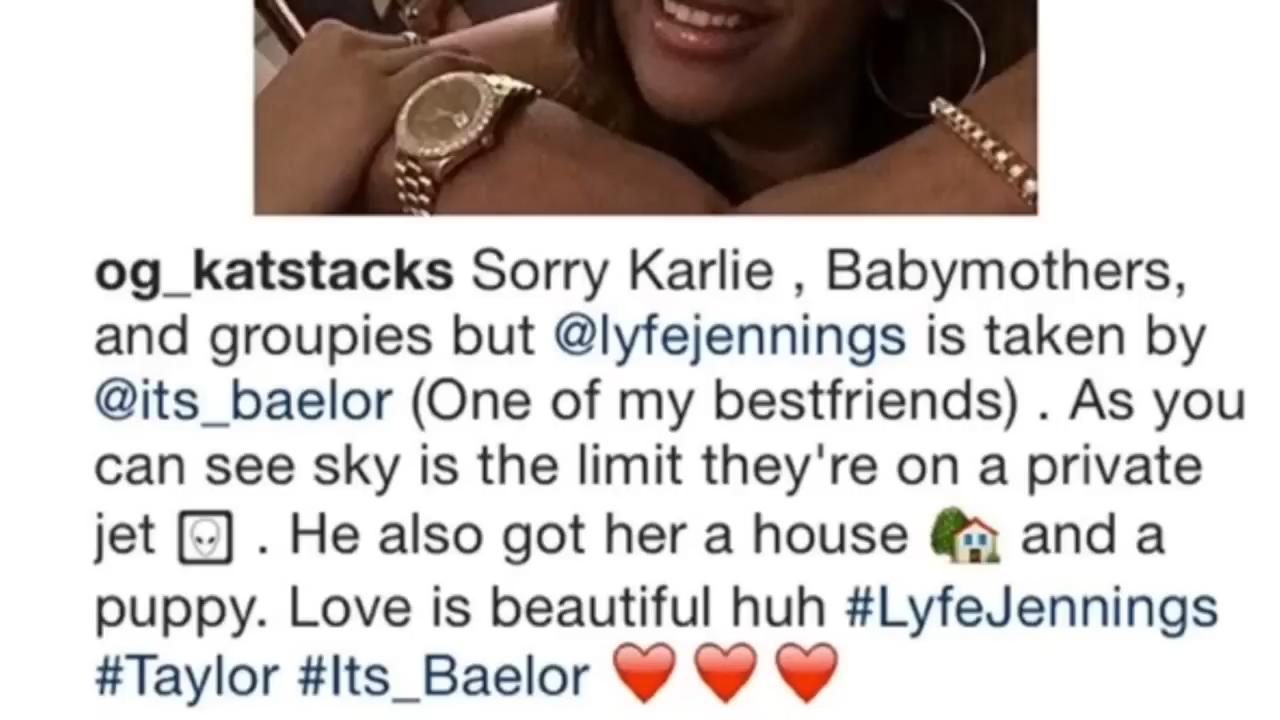 og_katstacks Sorry Karlie , Babymothers,
and groupies but @lyfejennings is taken by
@its_baelor (One of my bestfriends) . As you
can see sky is the limit they're on a private
jet 👽 . He also got her a house 🏡 and a
puppy. Love is beautiful huh #LyfeJennings
#Taylor #Its_Baelor ❤️ ❤️ ❤️